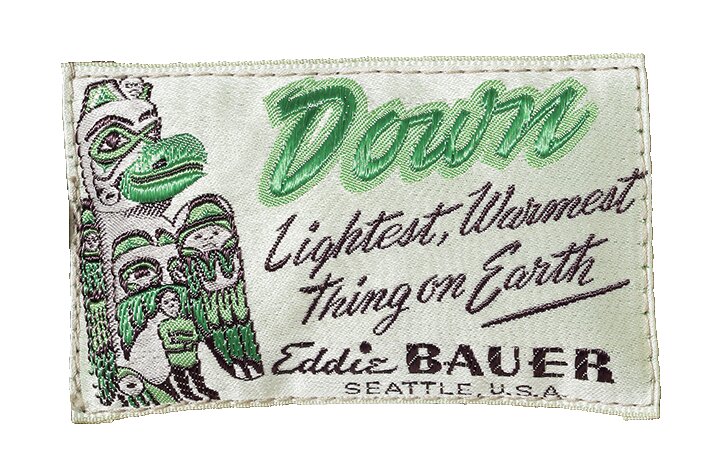 Down
Lightest, Warmest
Thing on Earth
Eddie BAUER
SEATTLE, U.S.A.